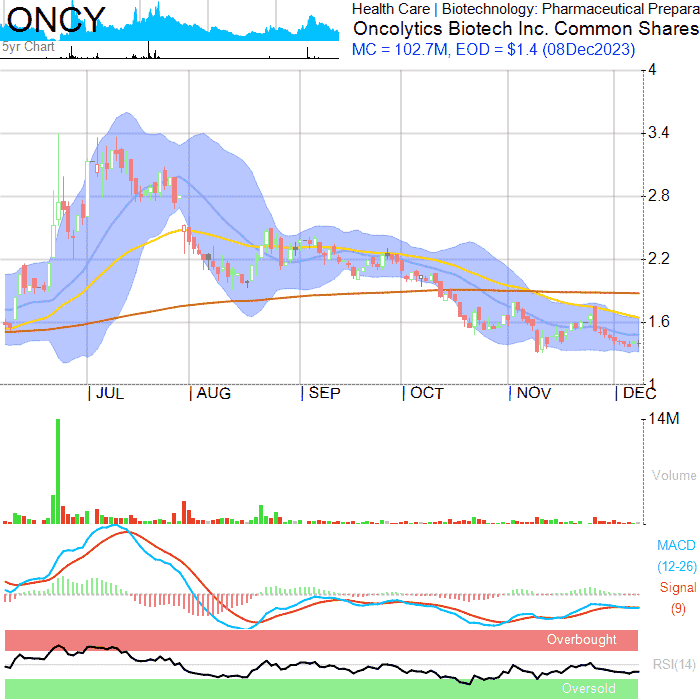 ONCY
5yr Chart
Health Care | Biotechnology: Pharmaceutical Prepara
Oncolytics Biotech Inc. Common Shares
MC = 102.7M, EOD = $1.4 (08Dec2023)
4
3.4
2.8
2.2
1.6
1
JUL AUG SEP OCT NOV DEC
14M
Volume
MACD
(12-26)
Signal
(9)
Overbought
RSI(14)
Oversold